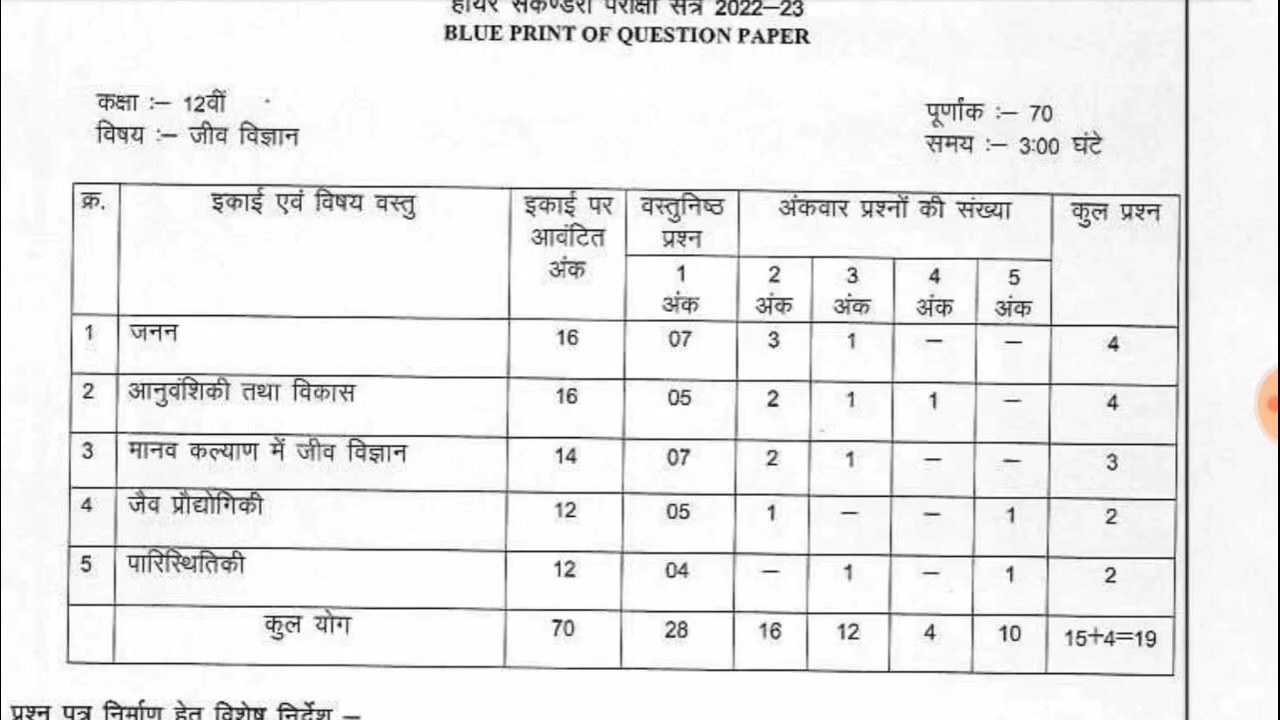 हायर सेकेण्डरी परीक्षा सत्र 2022–23
BLUE PRINT OF QUESTION PAPER
कक्षा :– 12वीं
पूर्णांक :– 70
विषय :– जीव विज्ञान
समय :– 3:00 घंटे
क्र. इकाई एवं विषय वस्तु इकाई पर आवंटित अंक वस्तुनिष्ठ प्रश्न अंकवार प्रश्नों की संख्या कुल प्रश्न
1 अंक 2 अंक 3 अंक 4 अंक 5 अंक
1 जनन 16 07 3 1 – – 4
2 आनुवंशिकी तथा विकास 16 05 2 1 1 – 4
3 मानव कल्याण में जीव विज्ञान 14 07 2 1 – – 3
4 जैव प्रौद्योगिकी 12 05 1 – – 1 2
5 पारिस्थितिकी 12 04 – 1 – 1 2
कुल योग 70 28 16 12 4 10 15+4=19
प्रश्न पत्र निर्माण हेतु विशेष निर्देश –